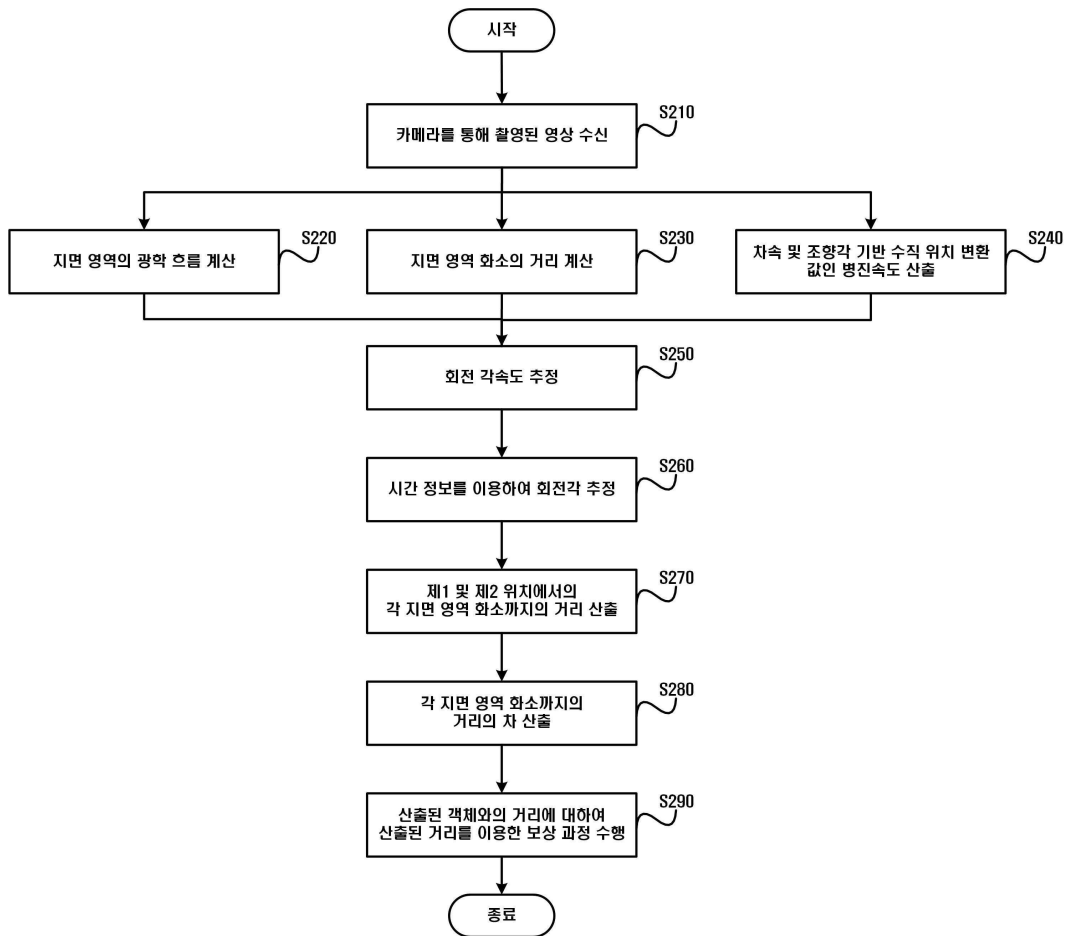 시작
S210
카메라를 통해 촬영된 영상 수신
S220
지면 영역의 광학 흐름 계산
S230
지면 영역 화소의 거리 계산
S240
차속 및 조향각 기반 수직 위치 변환
값인 병진속도 산출
S250
회전 각속도 추정
S260
시간 정보를 이용하여 회전각 추정
S270
제1 및 제2 위치에서의
각 지면 영역 화소까지의 거리 산출
S280
각 지면 영역 화소까지의
거리의 차 산출
S290
산출된 객체와의 거리에 대하여
산출된 거리를 이용한 보상 과정 수행
종료